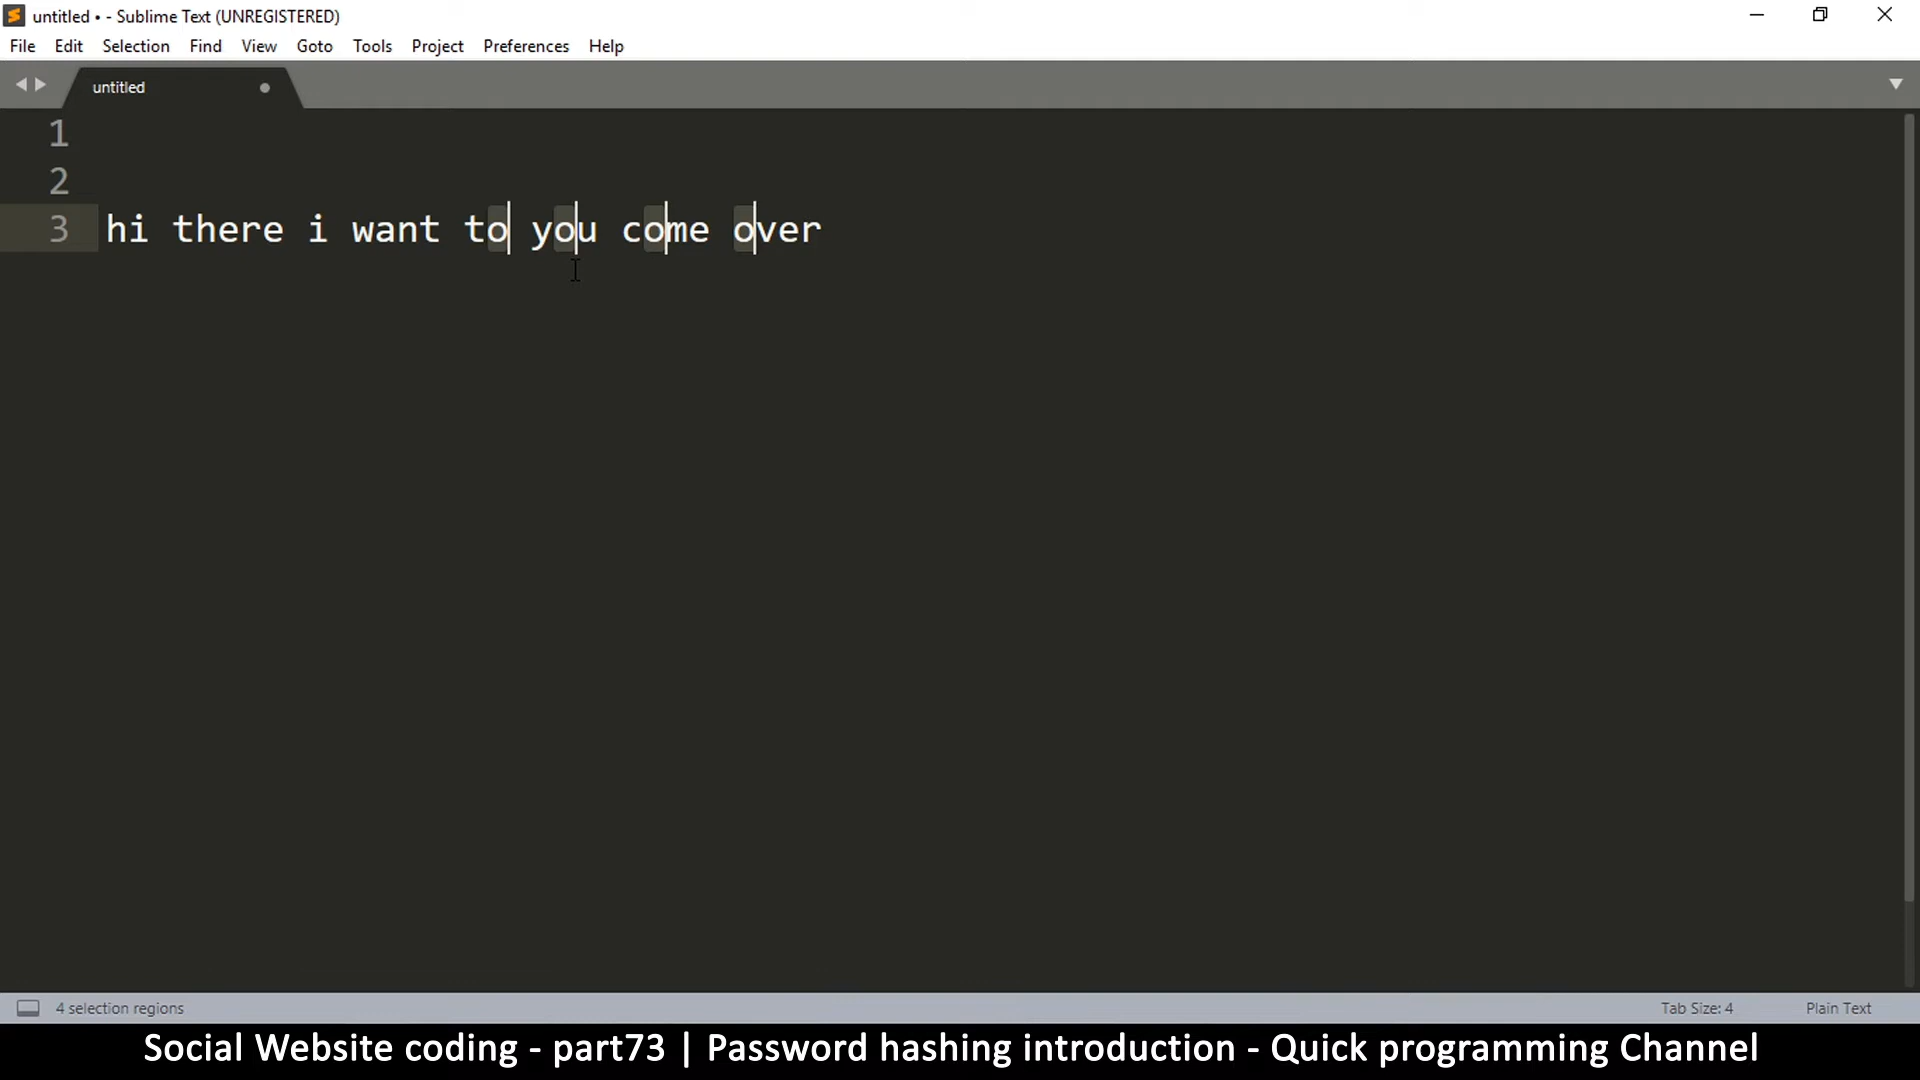 untitled • - Sublime Text (UNREGISTERED)
File Edit Selection Find View Goto Tools Project Preferences Help
untitled
1
2
3 hi there i want to you come over
4 selection regions Tab Size: 4 Plain Text
Social Website coding - part73 | Password hashing introduction - Quick programming Channel